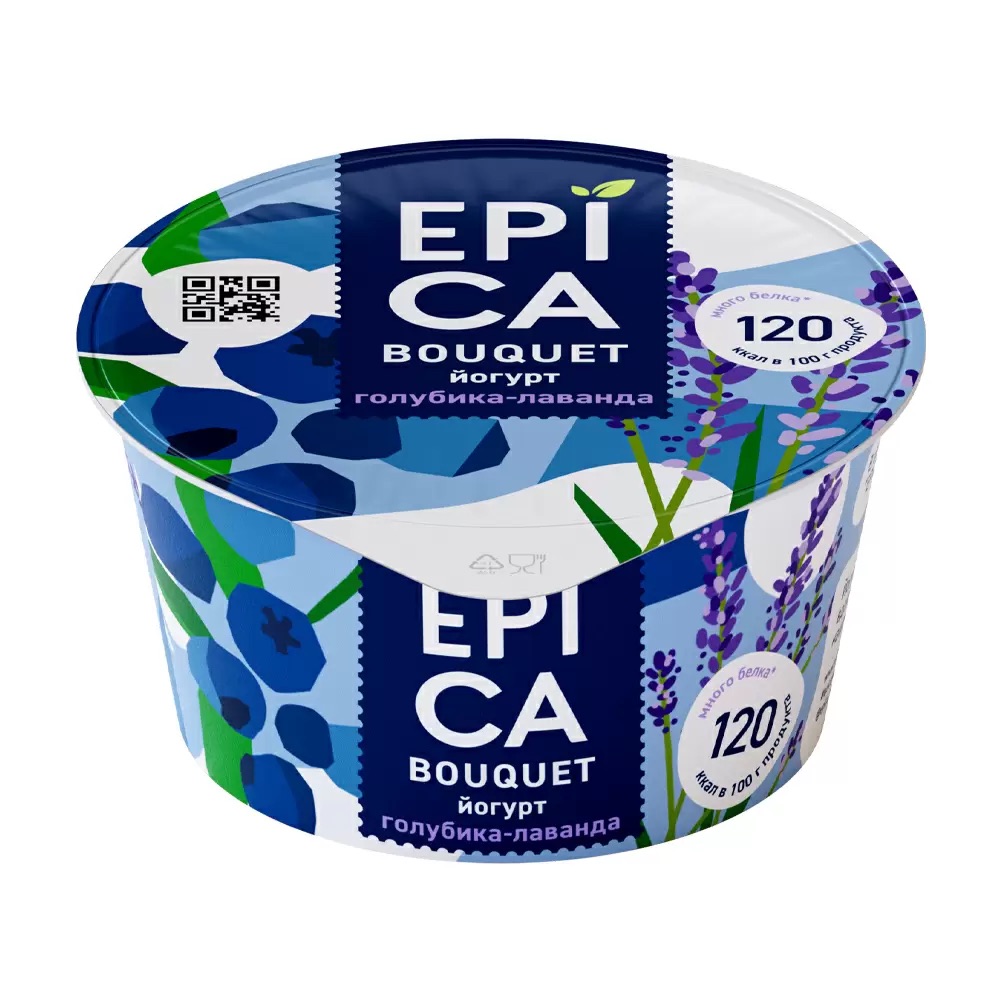 EPI
CA
BOUQUET
йогурт
голубика-лаванда
много белка*
120
ккал в 100 г продукта
EPI
CA
BOUQUET
йогурт
голубика-лаванда
много белка*
120
ккал в 100 г продукта